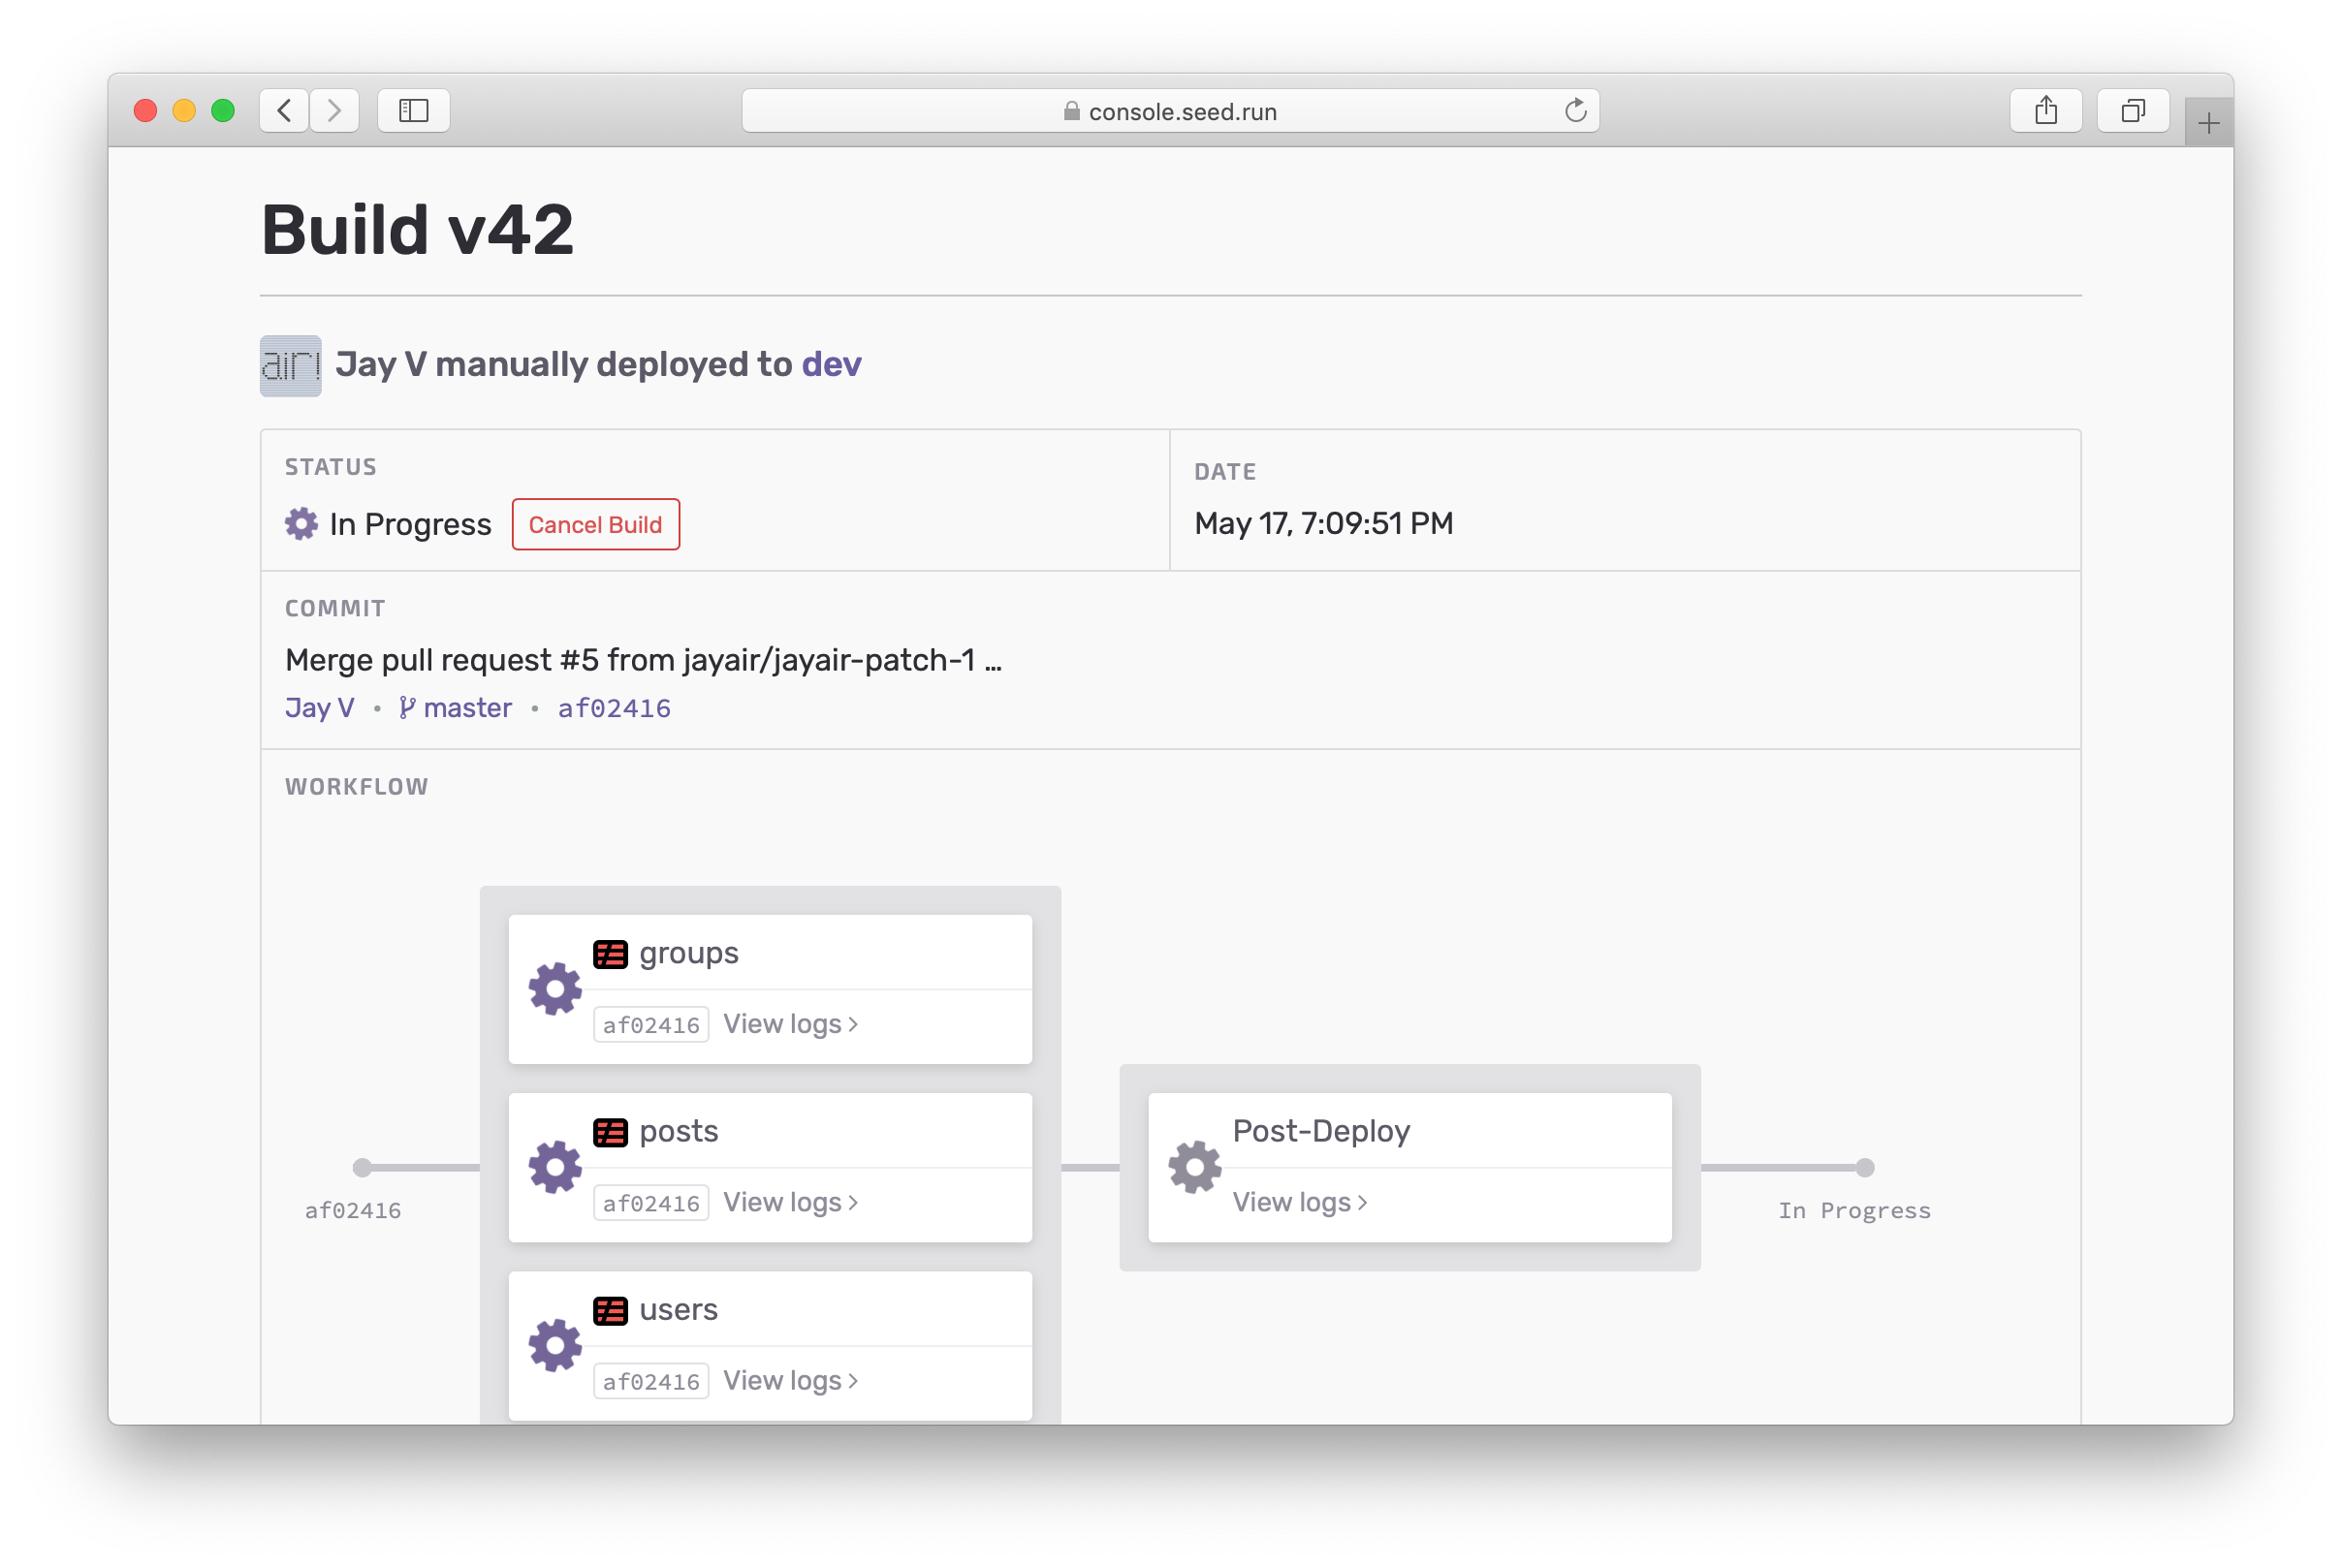 console.seed.run
Build v42
Jay V manually deployed to dev
STATUS
In Progress
Cancel Build
DATE
May 17, 7:09:51 PM
COMMIT
Merge pull request #5 from jayair/jayair-patch-1 ...
Jay V • master • af02416
WORKFLOW
groups
af02416 View logs >
posts
af02416 View logs >
users
af02416 View logs >
af02416
Post-Deploy
View logs >
In Progress